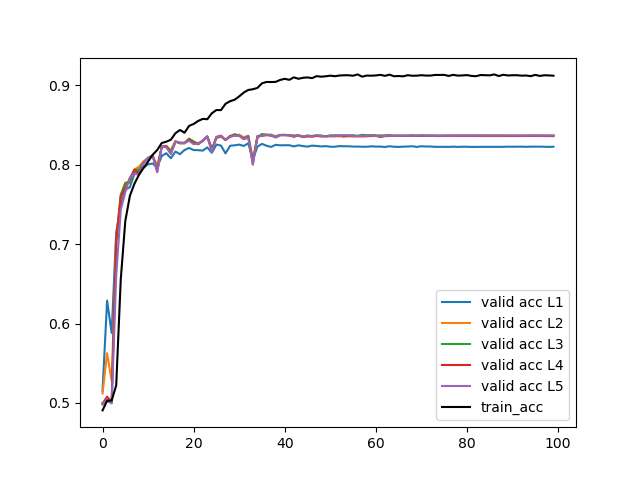 0.9
0.8
0.7
0.6
0.5
0
20
40
60
80
100
valid acc L1
valid acc L2
valid acc L3
valid acc L4
valid acc L5
train_acc